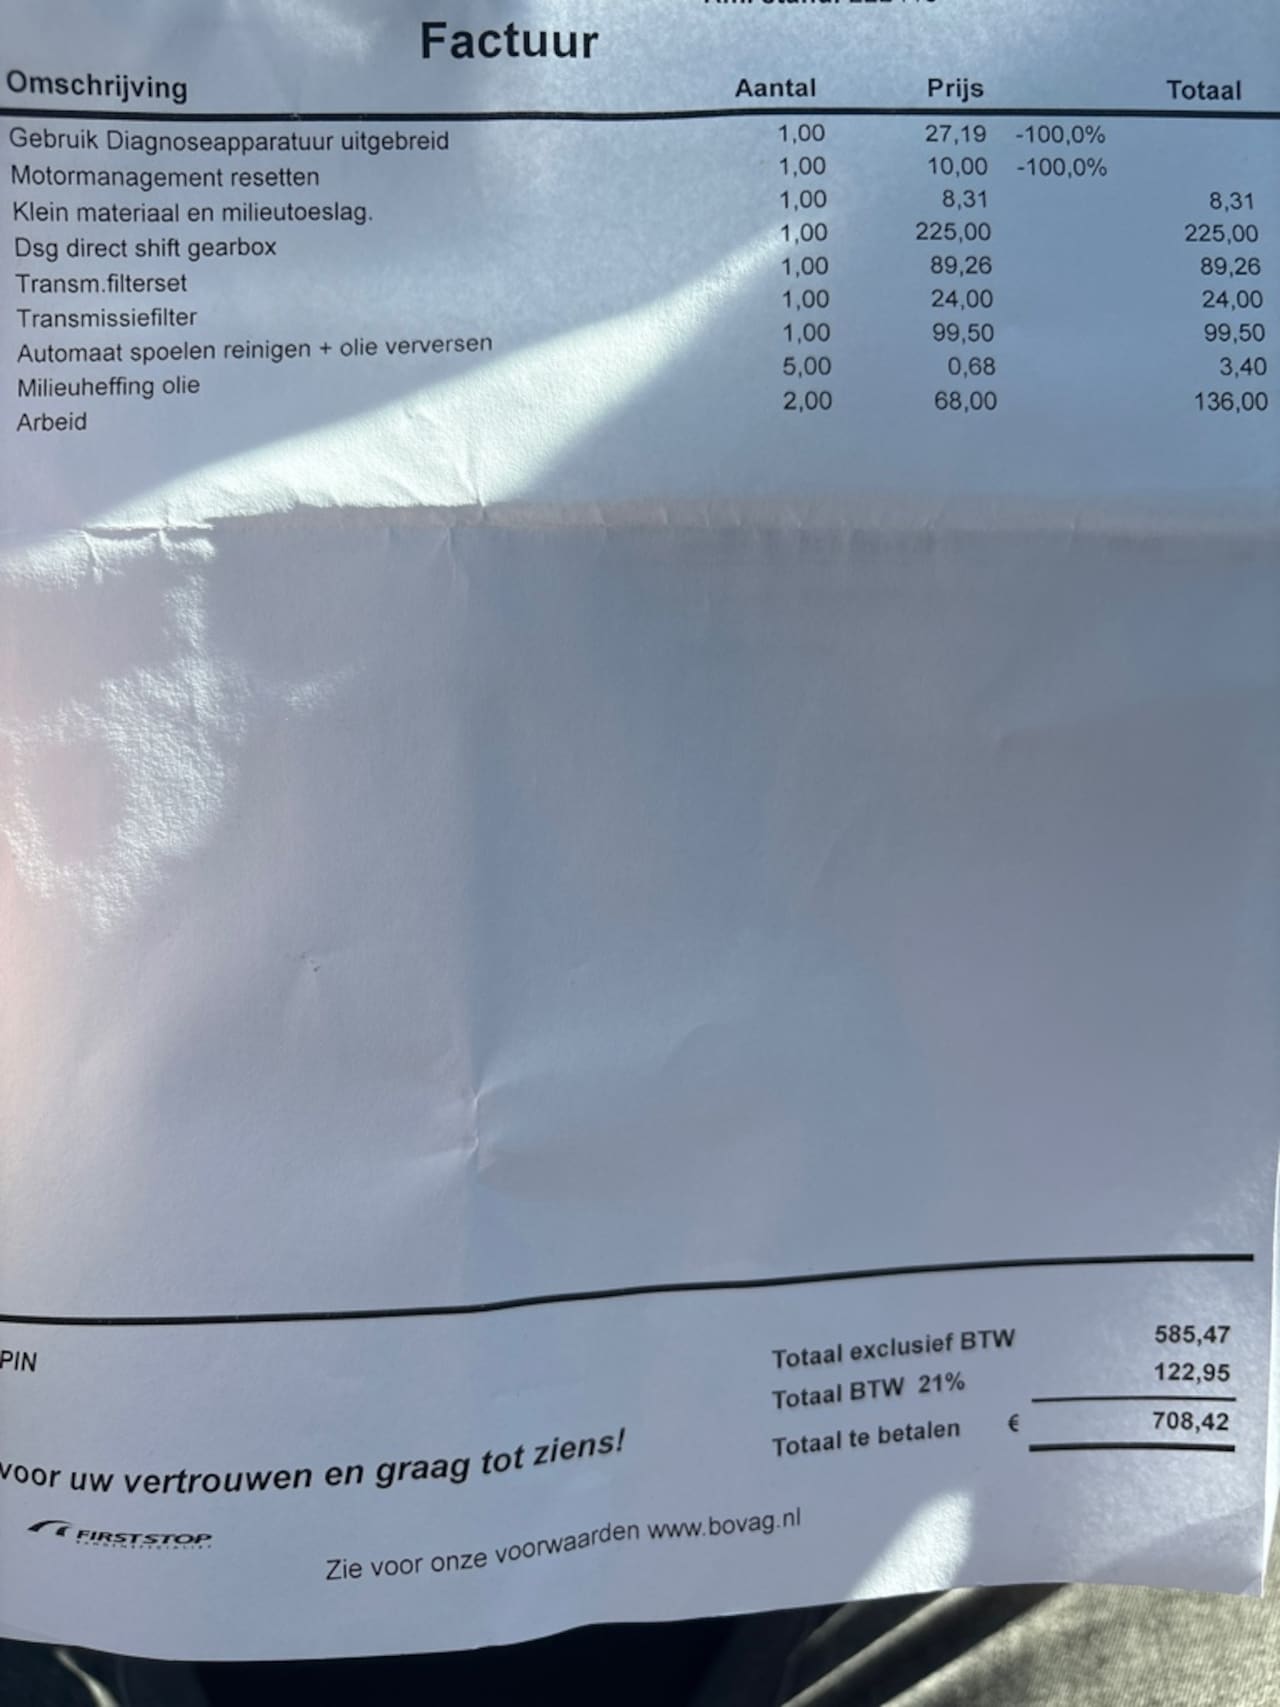 Factuur
Omschrijving Aantal Prijs Totaal
Gebruik Diagnoseapparatuur uitgebreid 1,00 27,19 -100,0%
Motormanagement resetten 1,00 10,00 -100,0%
Klein materiaal en milieutoeslag. 1,00 8,31 8,31
Dsg direct shift gearbox 1,00 225,00 225,00
Transm.filterset 1,00 89,26 89,26
Transmissiefilter 1,00 24,00 24,00
Automaat spoelen reinigen + olie verversen 1,00 99,50 99,50
Milieuheffing olie 5,00 0,68 3,40
Arbeid 2,00 68,00 136,00
PIN
Totaal exclusief BTW 585,47
Totaal BTW 21% 122,95
Totaal te betalen € 708,42
voor uw vertrouwen en graag tot ziens!
FIRSTSTOP
Zie voor onze voorwaarden www.bovag.nl